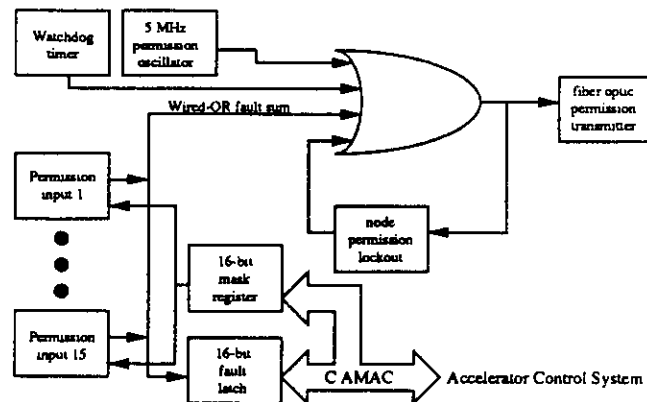 Watchdog
timer
5 MHz
permission
oscillator
fiber optic
permission
transmitter
Wired-OR fault sum
Permission
input 1
node
permission
lockout
16-bit
mask
register
Permission
input 15
16-bit
fault
latch
CAMAC
Accelerator Control System